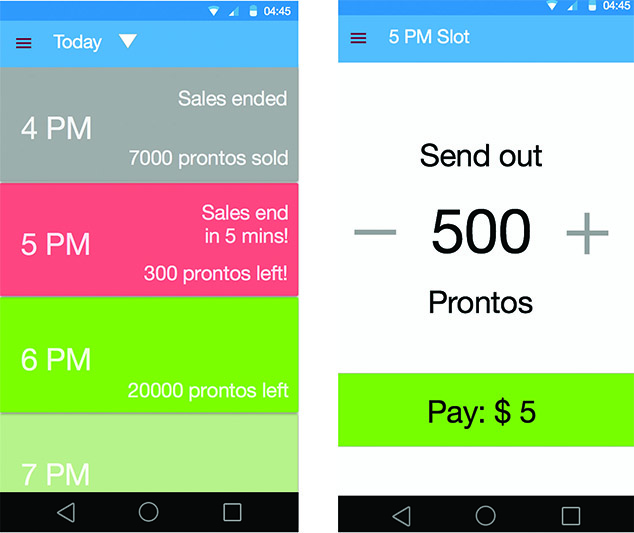 04:45
Today
4 PM
Sales ended
7000 prontos sold
5 PM
Sales end
in 5 mins!
300 prontos left!
6 PM
20000 prontos left
7 PM
04:45
5 PM Slot
Send out
500
Prontos
Pay: $ 5